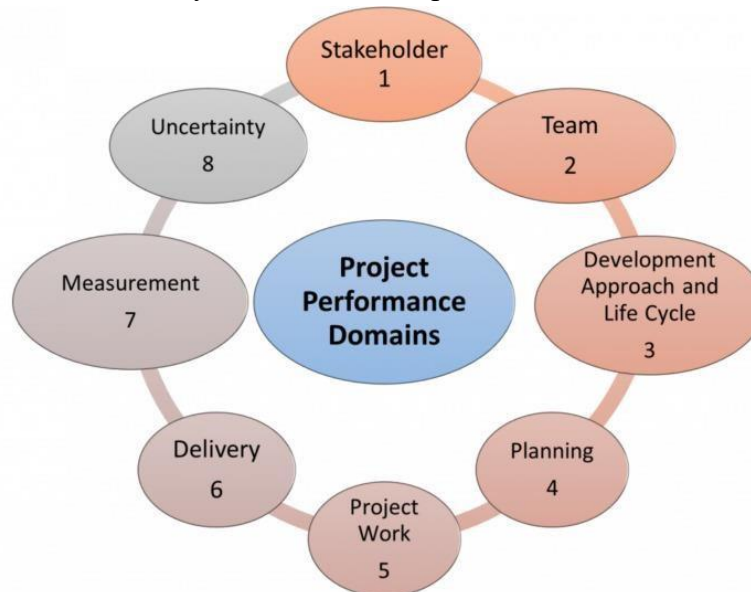 Stakeholder
1
Team
2
Development
Approach and
Life Cycle
3
Planning
4
Project
Work
5
Delivery
6
Measurement
7
Uncertainty
8
Project
Performance
Domains